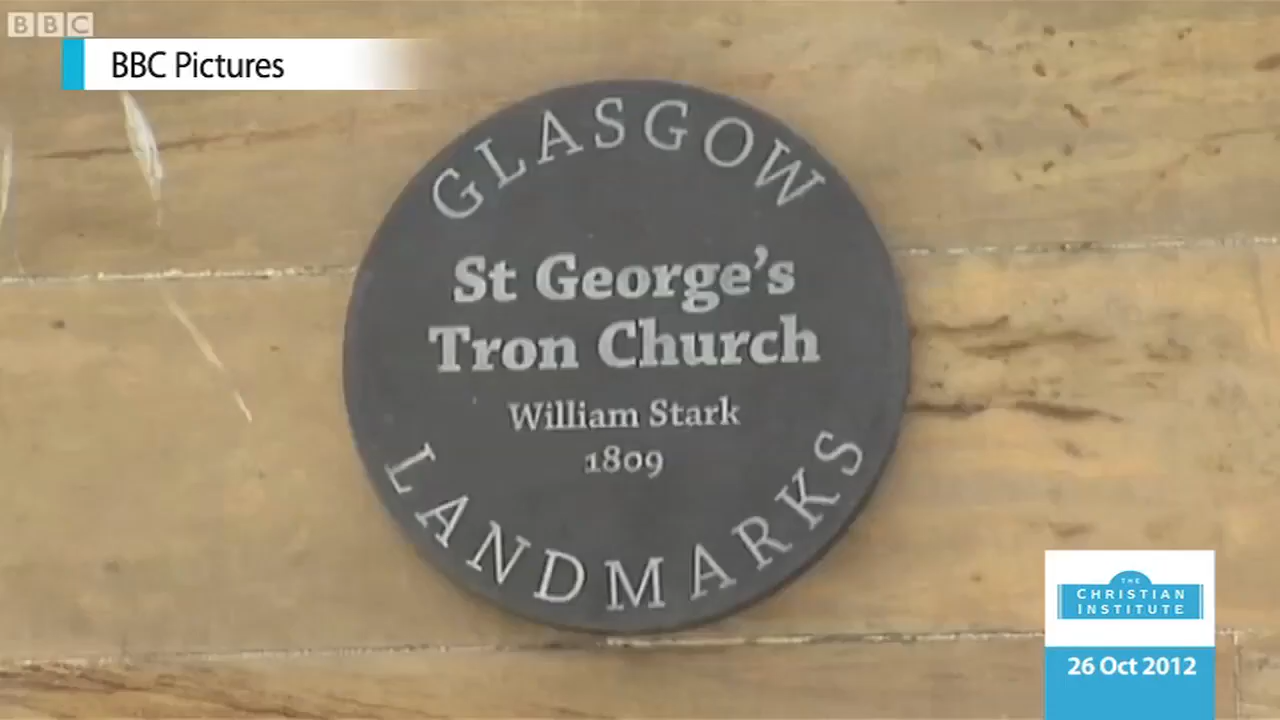 BBC
BBC Pictures
GLASGOW
St George's
Tron Church
William Stark
1809
LANDMARKS
THE
CHRISTIAN
INSTITUTE
26 Oct 2012